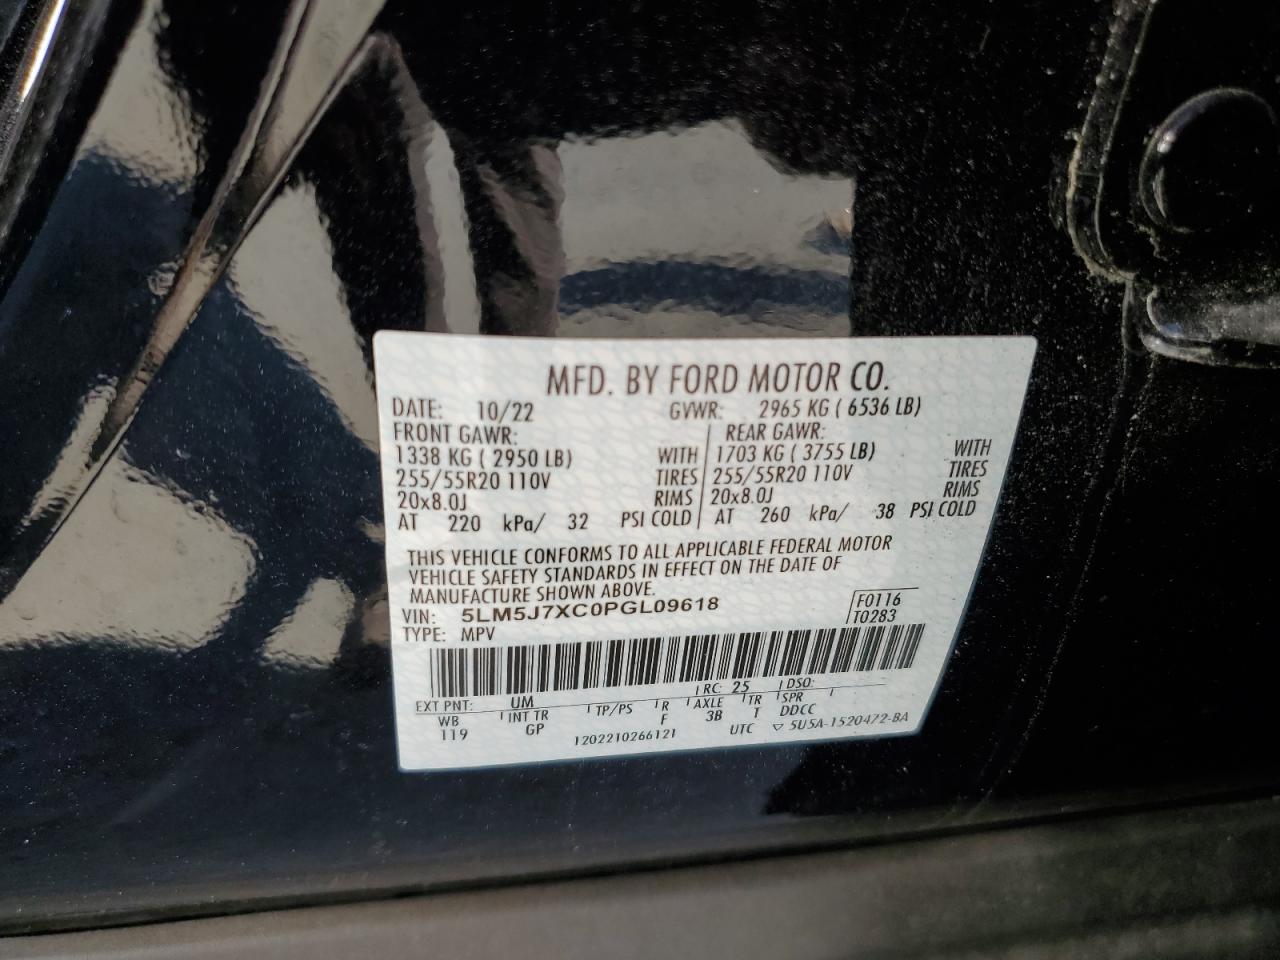 MFD. BY FORD MOTOR CO.
DATE: 10/22 GVWR: 2965 KG ( 6536 LB)
FRONT GAWR: REAR GAWR:
1338 KG ( 2950 LB) WITH 1703 KG ( 3755 LB) WITH
255/55R20 110V TIRES 255/55R20 110V TIRES
20x8.0J RIMS 20x8.0J RIMS
AT 220 kPa/ 32 PSI COLD AT 260 kPa/ 38 PSI COLD
THIS VEHICLE CONFORMS TO ALL APPLICABLE FEDERAL MOTOR
VEHICLE SAFETY STANDARDS IN EFFECT ON THE DATE OF
MANUFACTURE SHOWN ABOVE.
VIN: 5LM5J7XC0PGL09618 F0116
TYPE: MPV T0283
EXT PNT: UM RC: 25 DSO:
WB INT TR TP/PS R AXLE TR SPR
119 GP F 3B T DDCC
1202210266121 UTC ▽ 5U5A-1520472-BA